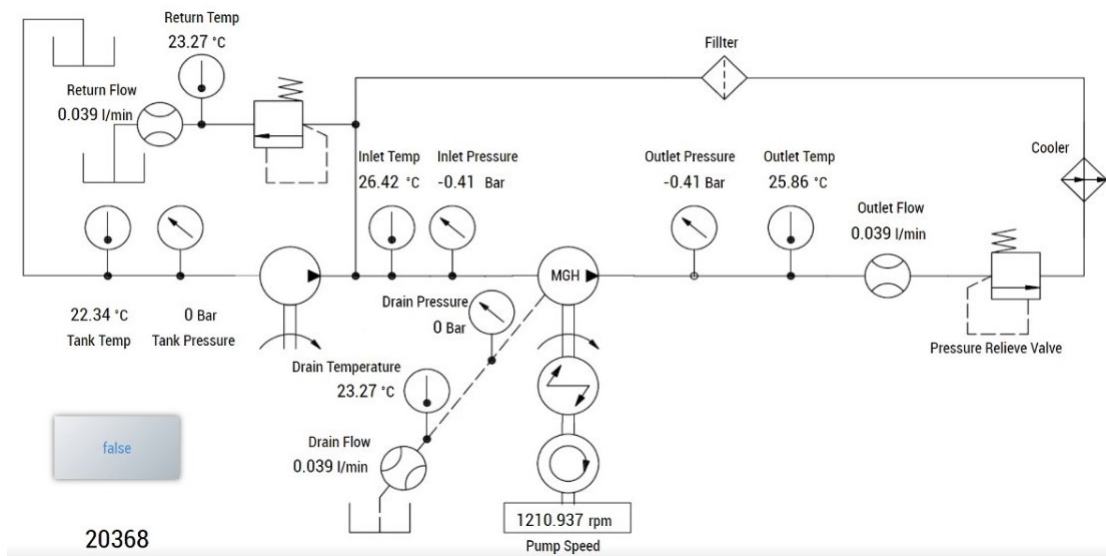 Return Temp
23.27 °C
Fillter
Return Flow
0.039 l/min
Inlet Temp
26.42 °C
Inlet Pressure
-0.41 Bar
Outlet Pressure
-0.41 Bar
Outlet Temp
25.86 °C
Cooler
Outlet Flow
0.039 l/min
MGH
Drain Pressure
0 Bar
22.34 °C
Tank Temp
0 Bar
Tank Pressure
Pressure Relieve Valve
Drain Temperature
23.27 °C
false
Drain Flow
0.039 l/min
1210.937 rpm
Pump Speed
20368